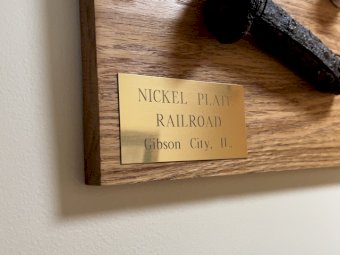 NICKEL PLATE
RAILROAD
Gibson City, IL.